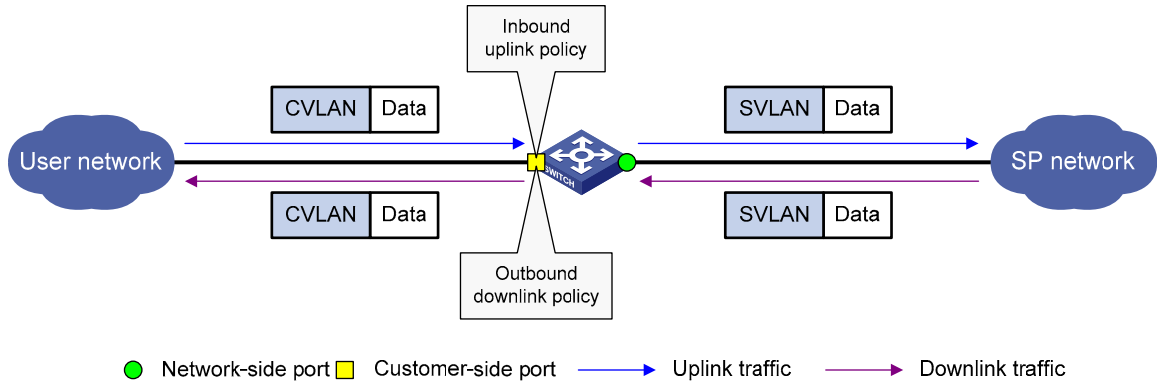 Inbound
uplink policy
CVLAN Data
SVLAN Data
User network
SWITCH
SP network
CVLAN Data
SVLAN Data
Outbound
downlink policy
Network-side port
Customer-side port
Uplink traffic
Downlink traffic